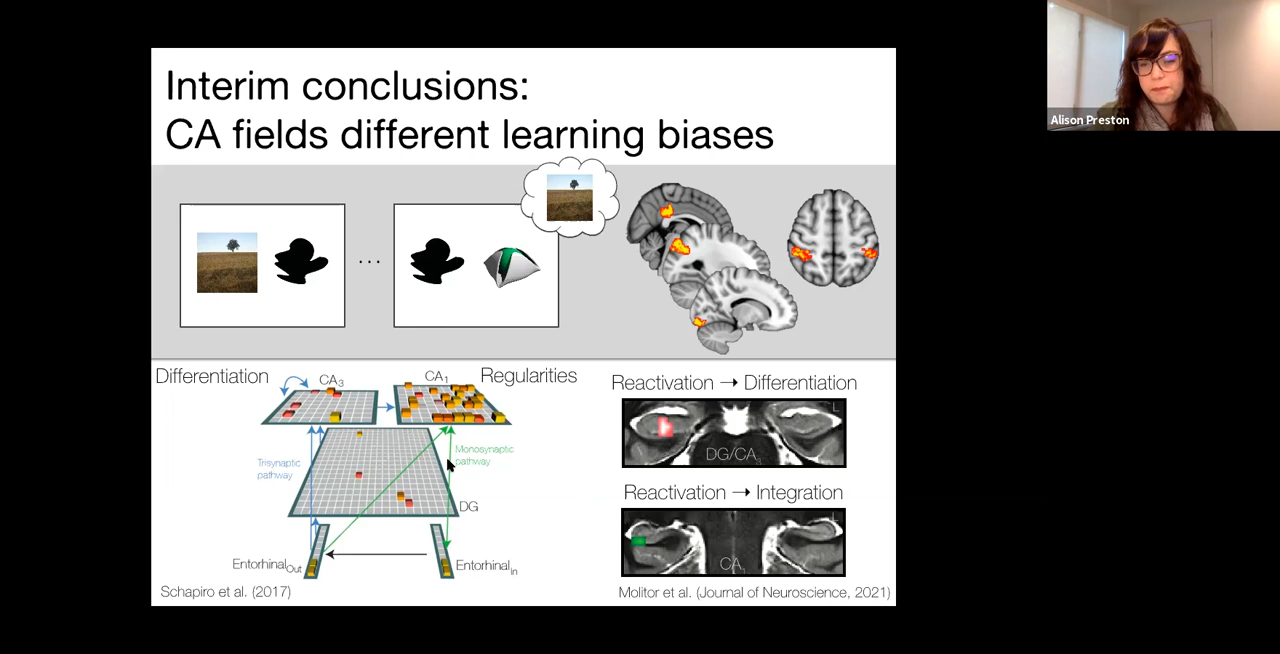 Interim conclusions:
CA fields different learning biases
Alison Preston
...
Differentiation
CA3
CA1
Regularities
Trisynaptic
pathway
Monosynaptic
pathway
DG
EntorhinalOut
Entorhinalin
Schapiro et al. (2017)
Reactivation → Differentiation
L
DG/CA3
Reactivation → Integration
L
CA1
Molitor et al. (Journal of Neuroscience, 2021)